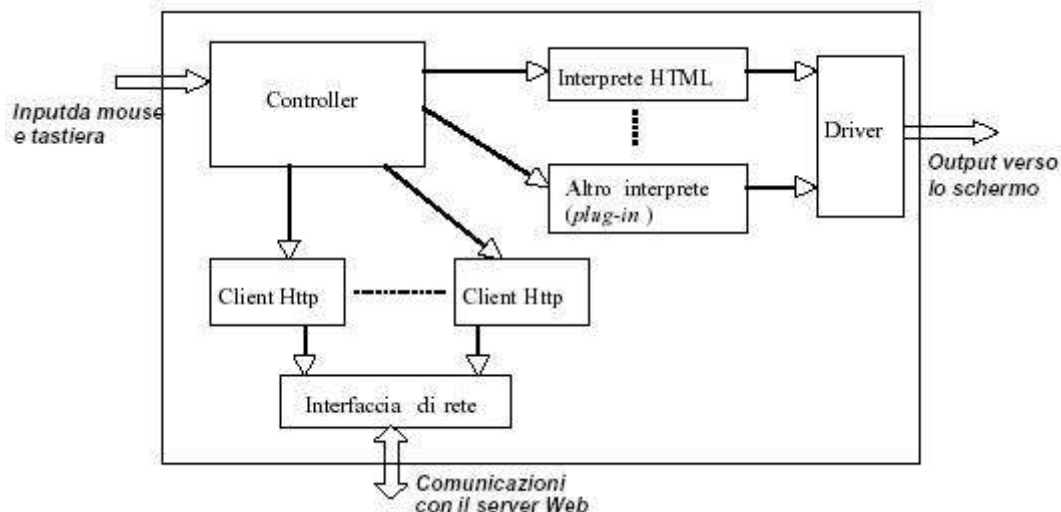 Inputda mouse
e tastiera
Controller
Interprete HTML
Altro interprete
(plug-in )
Driver
Output verso
lo schermo
Client Http
Client Http
Interfaccia di rete
Comunicazioni
con il server Web